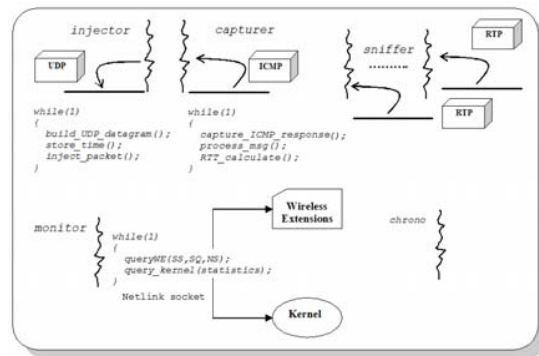 injector
capturer
sniffer
RTP
UDP
ICMP
.........
RTP
while(1)
{
build_UDP_datagram();
store_time();
inject_packet();
}
while(1)
{
capture_ICMP_response();
process_msg();
RTT_calculate();
}
monitor
while(1)
{
queryWE(SS,SQ,NS);
query_kernel(statistics);
}
Netlink socket
Wireless
Extensions
Kernel
chrono